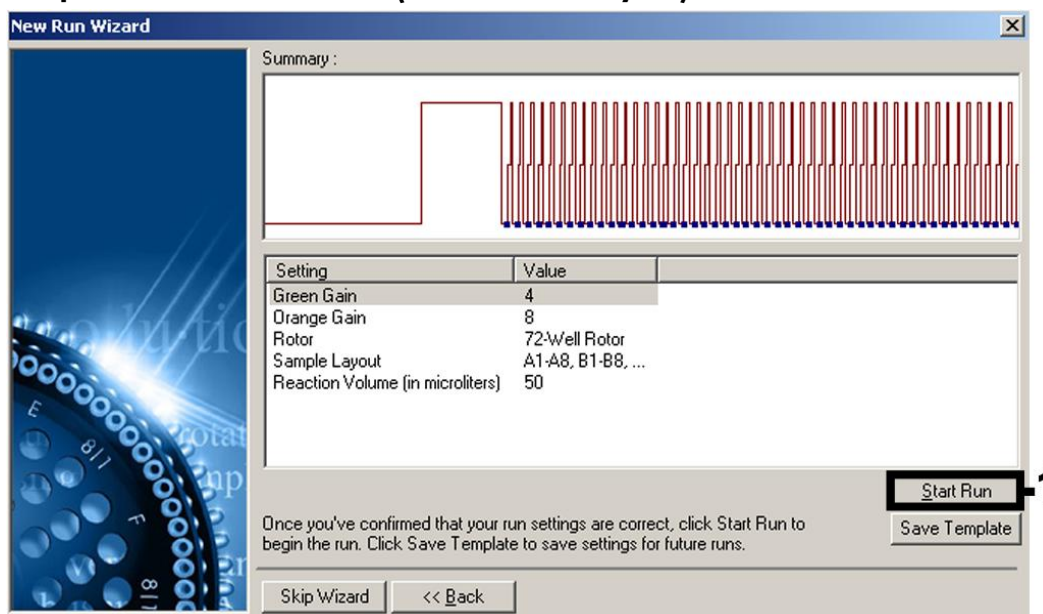 New Run Wizard
Summary :
Setting Value
Green Gain 4
Orange Gain 8
Rotor 72-Well Rotor
Sample Layout A1-A8, B1-B8, ...
Reaction Volume (in microliters) 50
Start Run
Once you've confirmed that your run settings are correct, click Start Run to
begin the run. Click Save Template to save settings for future runs.
Save Template
Skip Wizard << Back
E
8/1
F
8/1